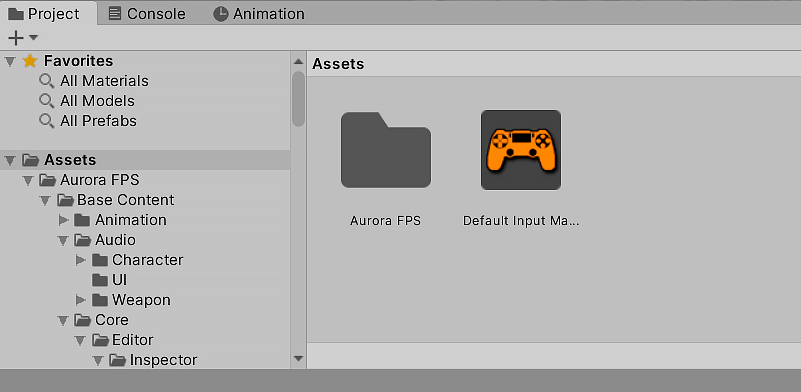 Project Console Animation
Favorites
All Materials
All Models
All Prefabs
Assets
Aurora FPS
Base Content
Animation
Audio
Character
UI
Weapon
Core
Editor
Inspector
Assets
Aurora FPS Default Input Ma...